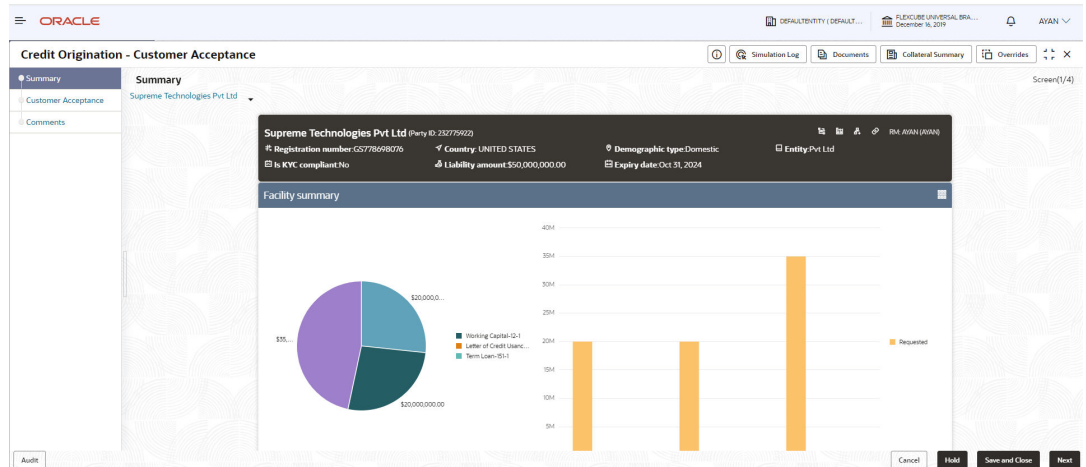 ORACLE
DEFAULTENTITY ( DEFAULT...
FLEXCUBE UNIVERSAL BRA...
December 16, 2019
AYAN
Credit Origination - Customer Acceptance
Simulation Log
Documents
Collateral Summary
Overrides
Summary
Customer Acceptance
Comments
Summary
Screen(1/4)
Supreme Technologies Pvt Ltd
Supreme Technologies Pvt Ltd (Party ID: 232775922)
RM: AYAN (AYAN)
Registration number:GS778698076
Country: UNITED STATES
Demographic type:Domestic
Entity:Pvt Ltd
Is KYC compliant:No
Liability amount:$50,000,000.00
Expiry date:Oct 31, 2024
Facility summary
$20,000,0...
$35,...
$20,000,000.00
Working Capital-12-1
Letter of Credit Usanc...
Term Loan-151-1
40M
35M
30M
25M
20M
15M
10M
5M
Requested
Audit
Cancel
Hold
Save and Close
Next